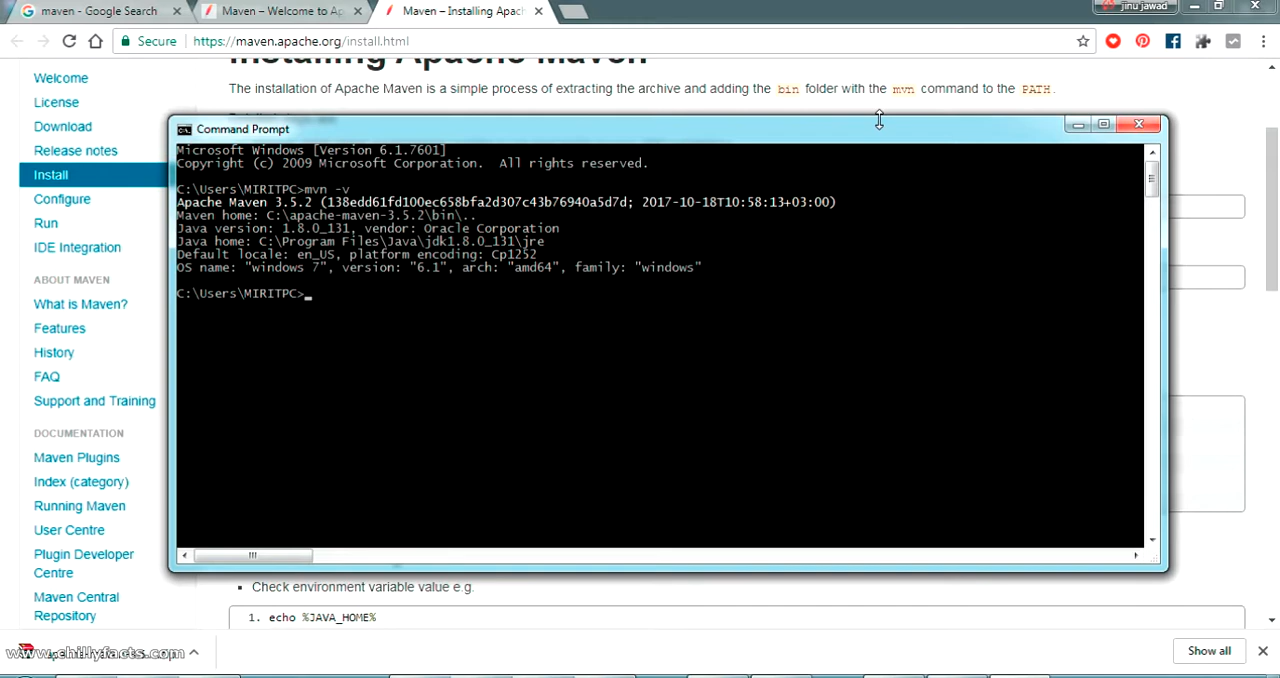 maven - Google Search
Maven – Welcome to Ap
Maven – Installing Apac
jinu jawad
Secure
https://maven.apache.org/install.html
Welcome
License
Download
Release notes
Install
Configure
Run
IDE Integration
ABOUT MAVEN
What is Maven?
Features
History
FAQ
Support and Training
DOCUMENTATION
Maven Plugins
Index (category)
Running Maven
User Centre
Plugin Developer
Centre
Maven Central
Repository
Installing Apache Maven
The installation of Apache Maven is a simple process of extracting the archive and adding the bin folder with the mvn command to the PATH.
Command Prompt
Microsoft Windows [Version 6.1.7601]
Copyright (c) 2009 Microsoft Corporation. All rights reserved.
C:\Users\MIRITPC>mvn -v
Apache Maven 3.5.2 (138edd61fd100ec658bfa2d307c43b76940a5d7d; 2017-10-18T10:58:13+03:00)
Maven home: C:\apache-maven-3.5.2\bin\..
Java version: 1.8.0_131, vendor: Oracle Corporation
Java home: C:\Program Files\Java\jdk1.8.0_131\jre
Default locale: en_US, platform encoding: Cp1252
OS name: "windows 7", version: "6.1", arch: "amd64", family: "windows"
C:\Users\MIRITPC>_
Check environment variable value e.g.
1. echo %JAVA_HOME%
www.chillyfacts.com
Show all